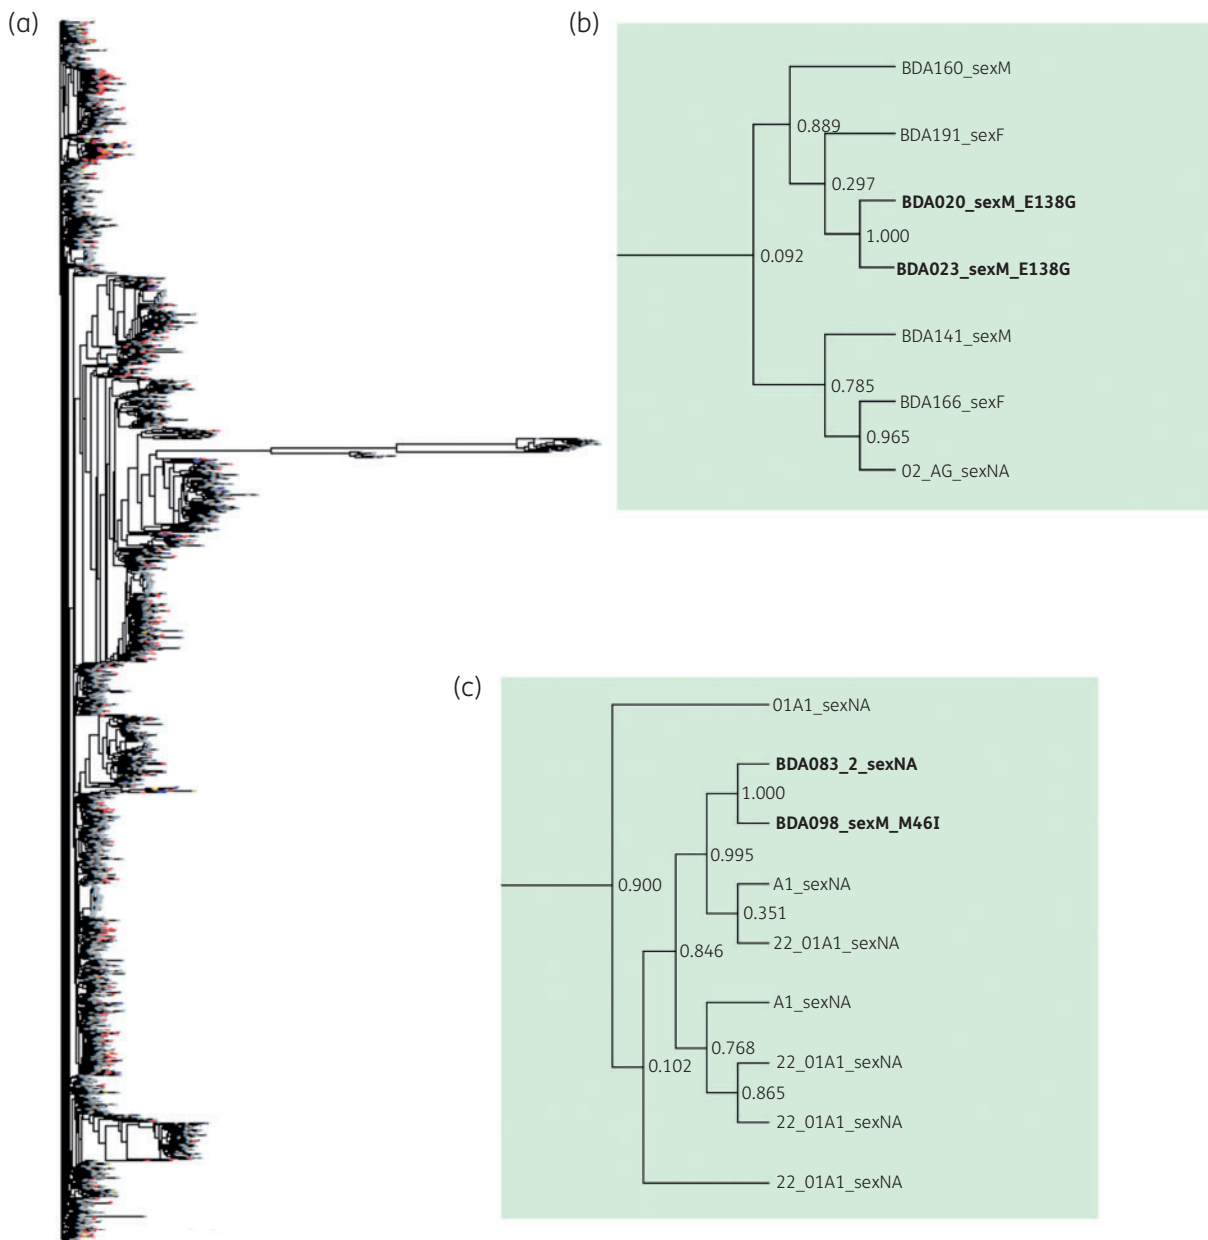 (a)
(b)
BDA160_sexM
0.889
BDA191_sexF
0.297
BDA020_sexM_E138G
1.000
BDA023_sexM_E138G
0.092
BDA141_sexM
0.785
BDA166_sexF
0.965
02_AG_sexNA
(c)
01A1_sexNA
BDA083_2_sexNA
1.000
BDA098_sexM_M46I
0.995
A1_sexNA
0.900
0.351
22_01A1_sexNA
0.846
A1_sexNA
0.768
22_01A1_sexNA
0.102
0.865
22_01A1_sexNA
22_01A1_sexNA